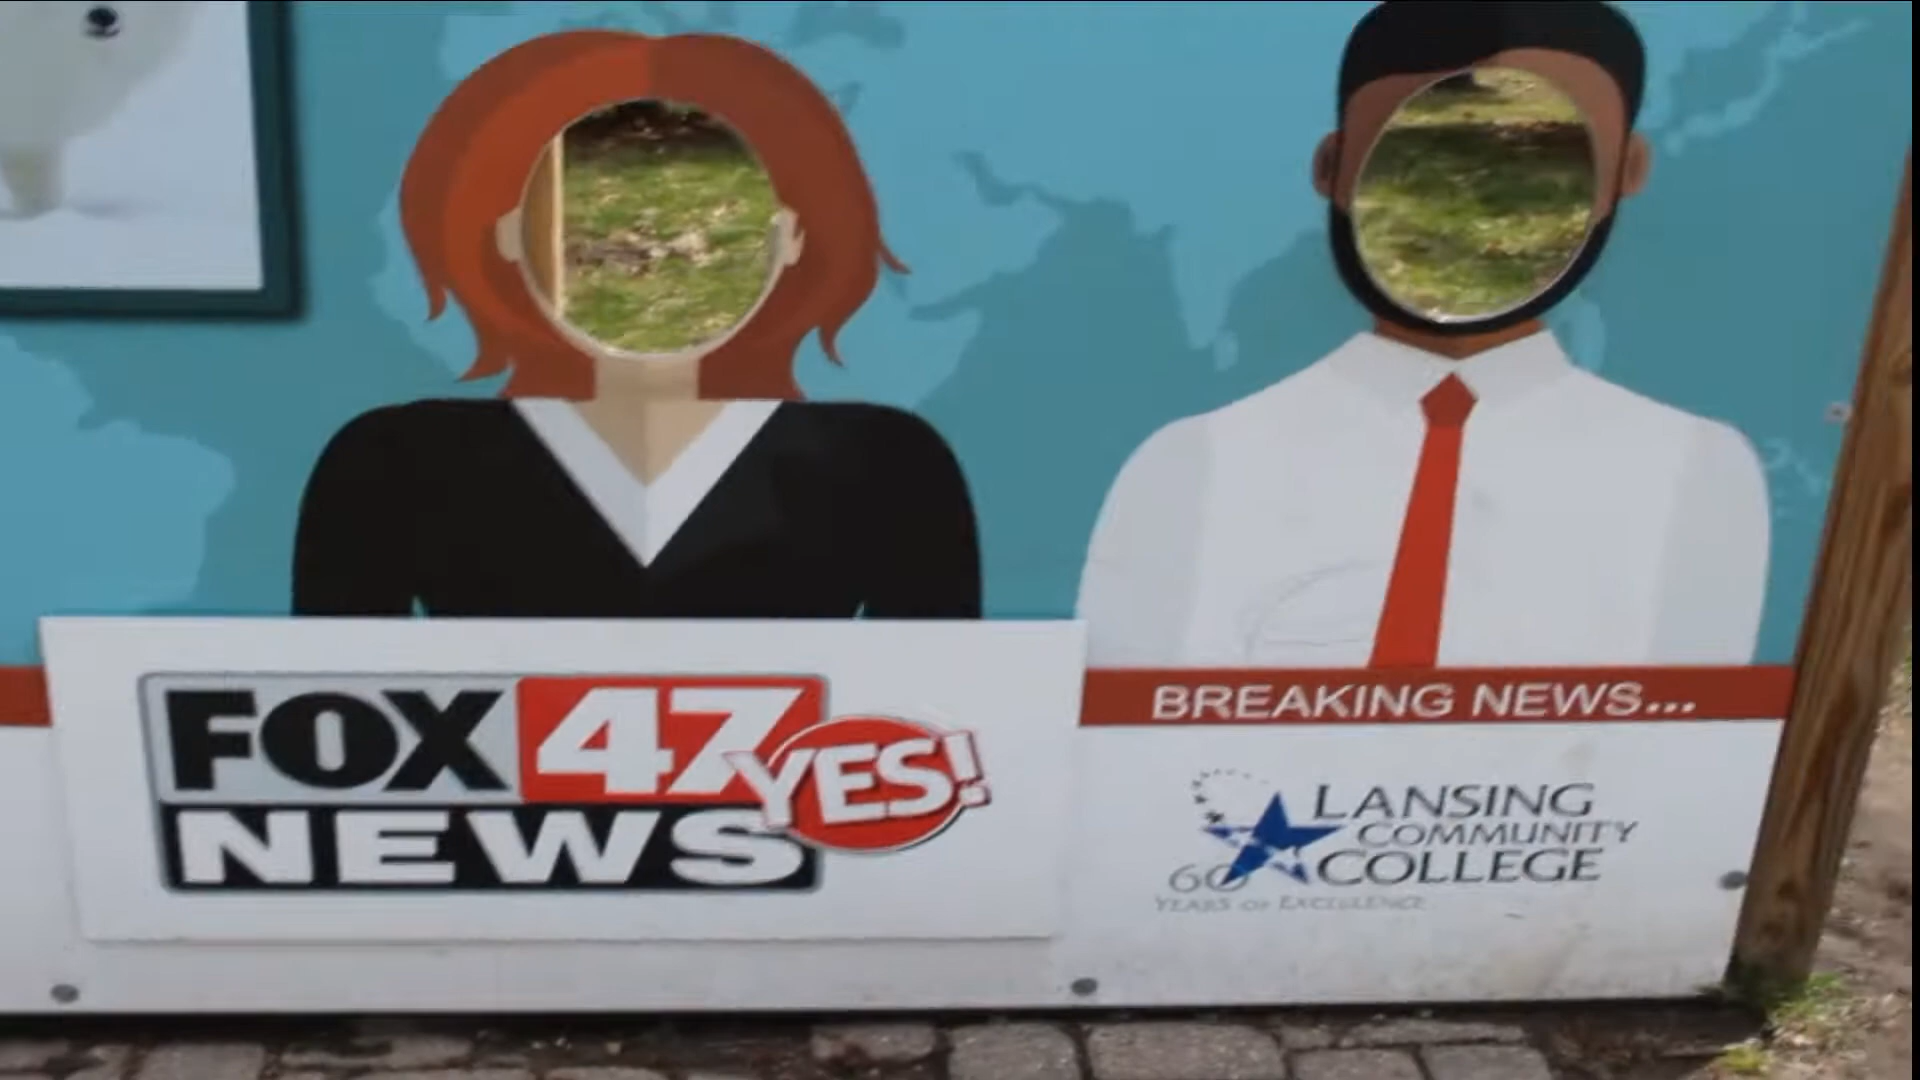 FOX 47
NEWS
YES!
BREAKING NEWS...
LANSING
COMMUNITY
COLLEGE
60
YEARS OF EXCELLENCE